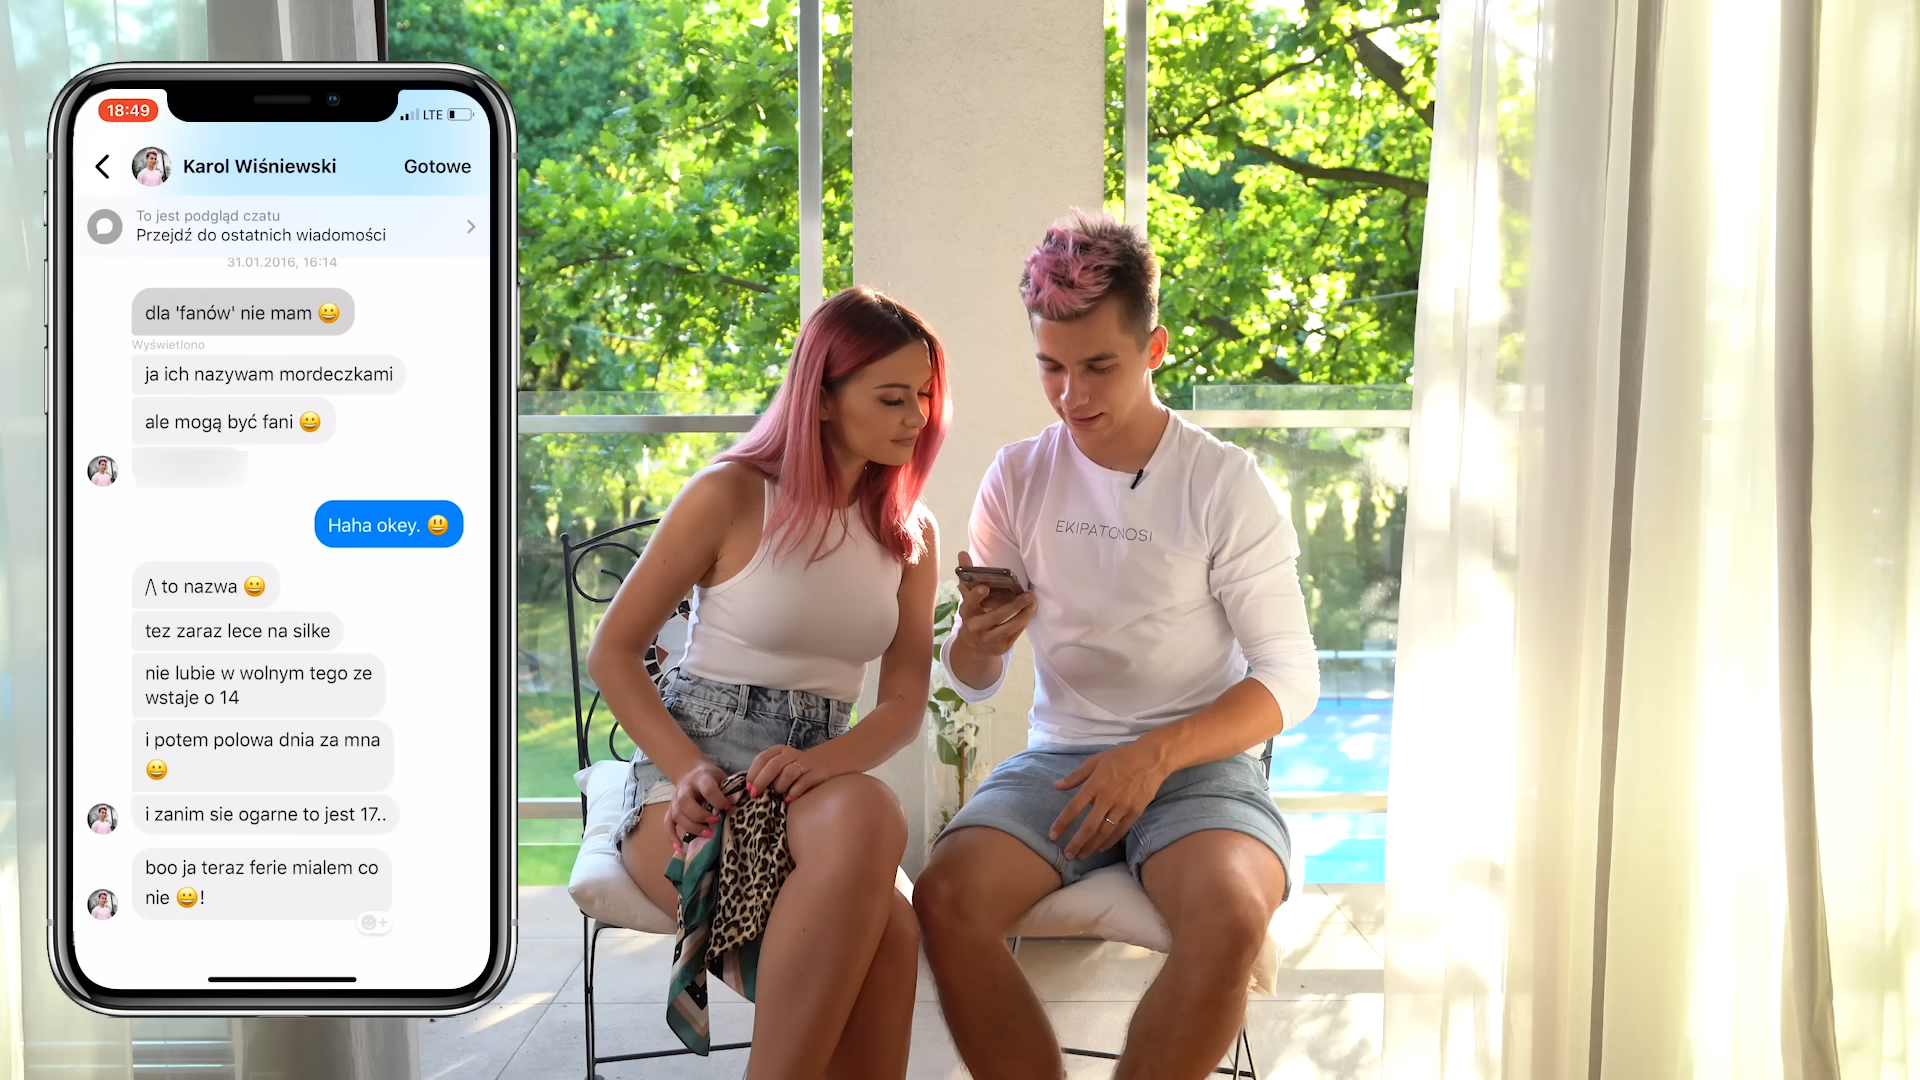 18:49
LTE
Karol Wiśniewski
Gotowe
To jest podgląd czatu
Przejdź do ostatnich wiadomości
31.01.2016, 16:14
dla 'fanów' nie mam 😀
Wyświetlono
ja ich nazywam mordeczkami
ale mogą być fani 😀
Haha okey. 😃
/\ to nazwa 😀
tez zaraz lece na silke
nie lubie w wolnym tego ze
wstaje o 14
i potem polowa dnia za mna
😀
i zanim sie ogarne to jest 17..
boo ja teraz ferie mialem co
nie 😀!
EKIPATONOSI